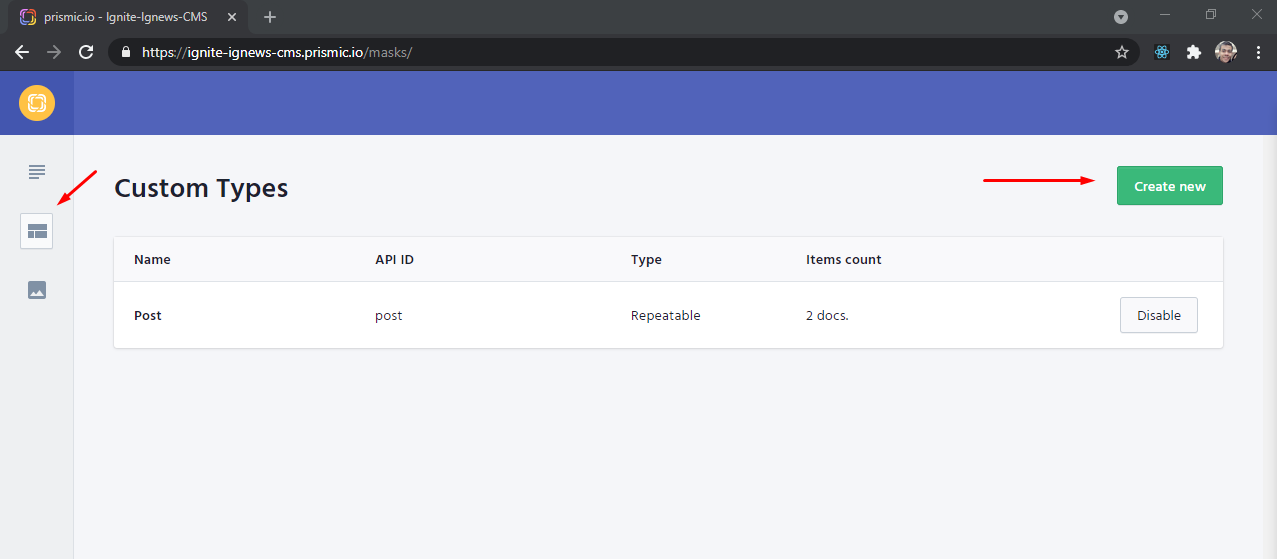 prismic.io - Ignite-Ignews-CMS
https://ignite-ignews-cms.prismic.io/masks/
Custom Types
Create new
Name API ID Type Items count
Post post Repeatable 2 docs. Disable